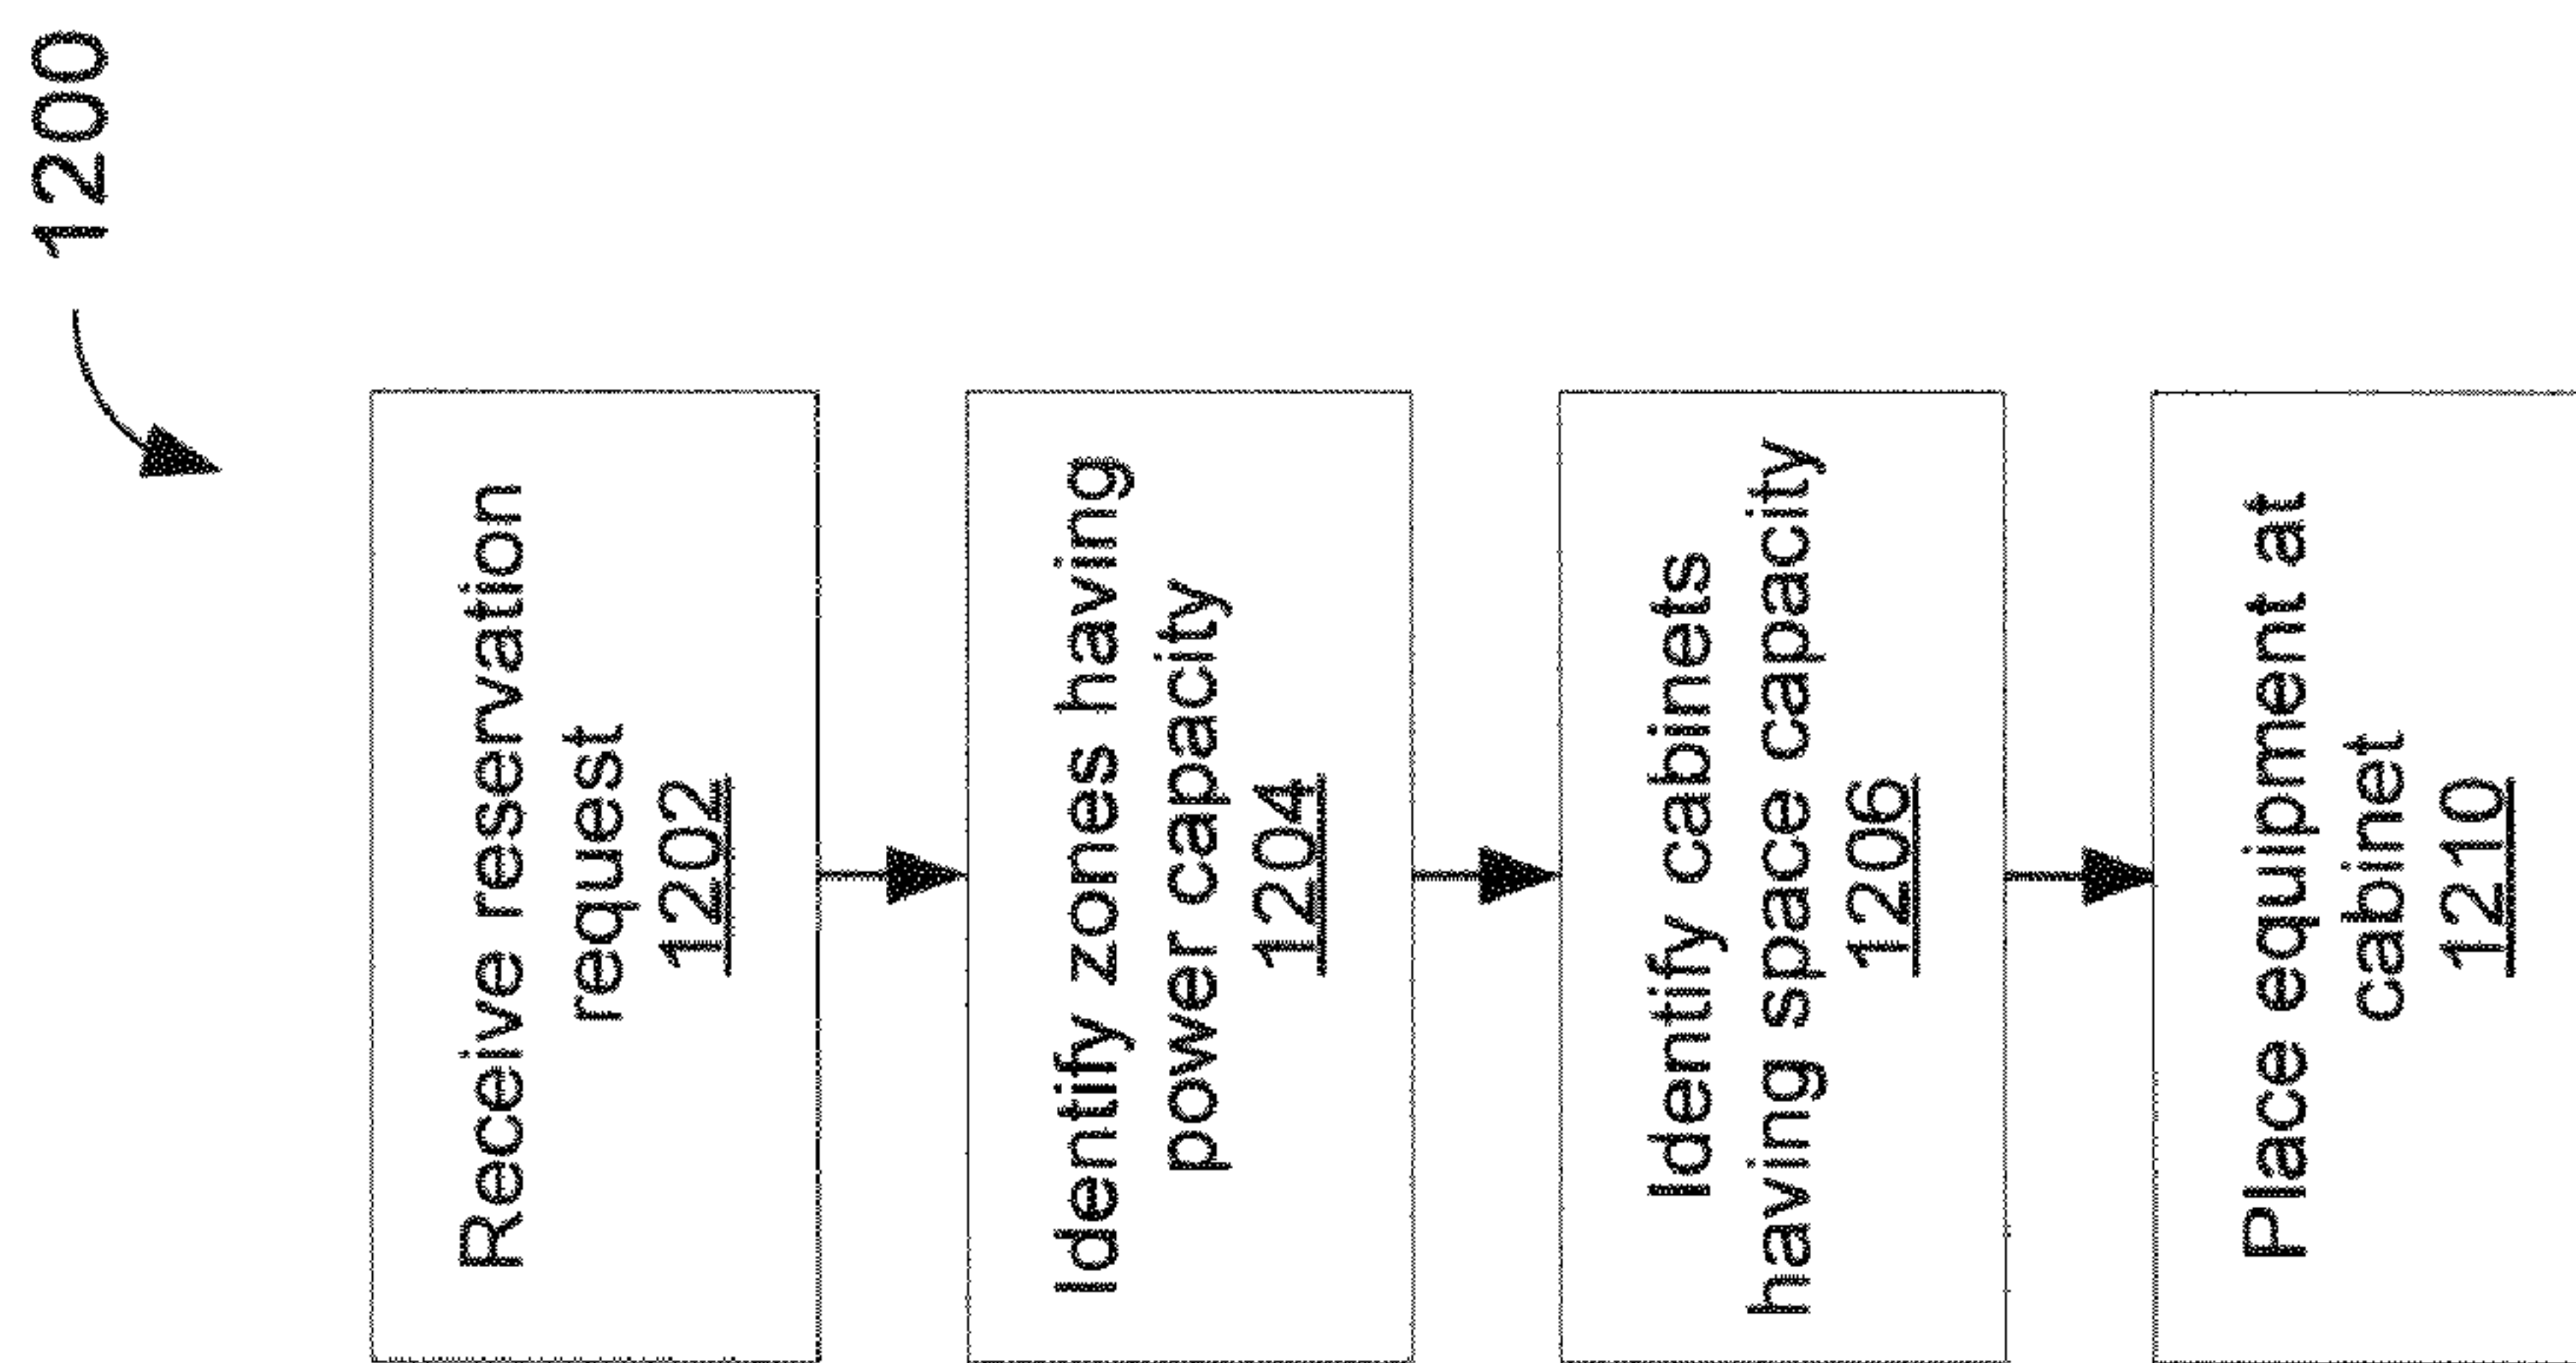 1200
Receive reservation
request
1202
Identify zones having
power capacity
1204
Identify cabinets
having space capacity
1206
Place equipment at
cabinet
1210